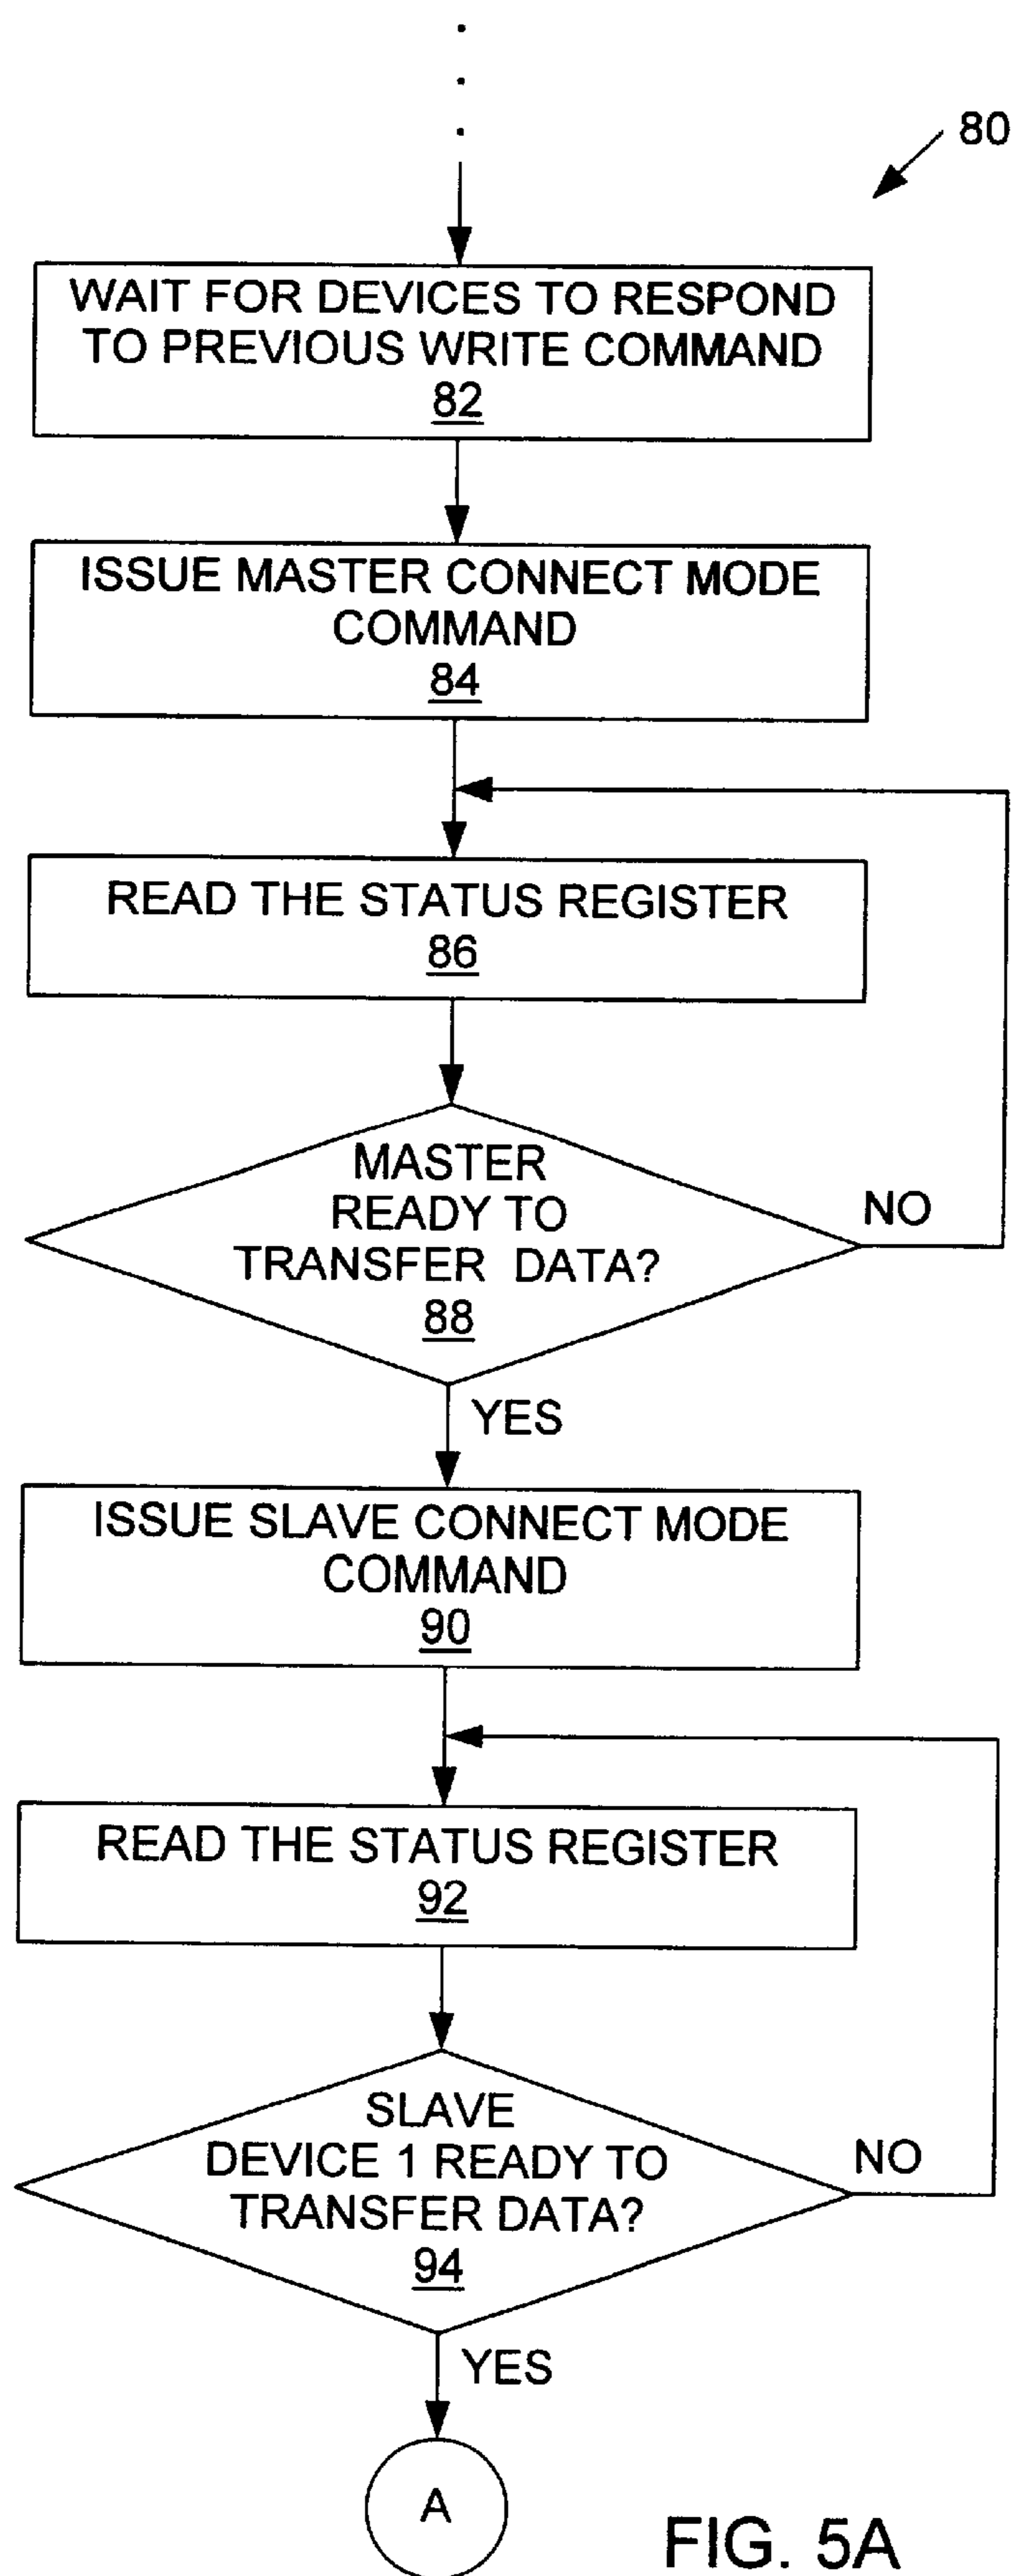 80
WAIT FOR DEVICES TO RESPOND
TO PREVIOUS WRITE COMMAND
82
ISSUE MASTER CONNECT MODE
COMMAND
84
READ THE STATUS REGISTER
86
MASTER
READY TO
TRANSFER DATA?
88
NO
YES
ISSUE SLAVE CONNECT MODE
COMMAND
90
READ THE STATUS REGISTER
92
SLAVE
DEVICE 1 READY TO
TRANSFER DATA?
94
NO
YES
A
FIG. 5A